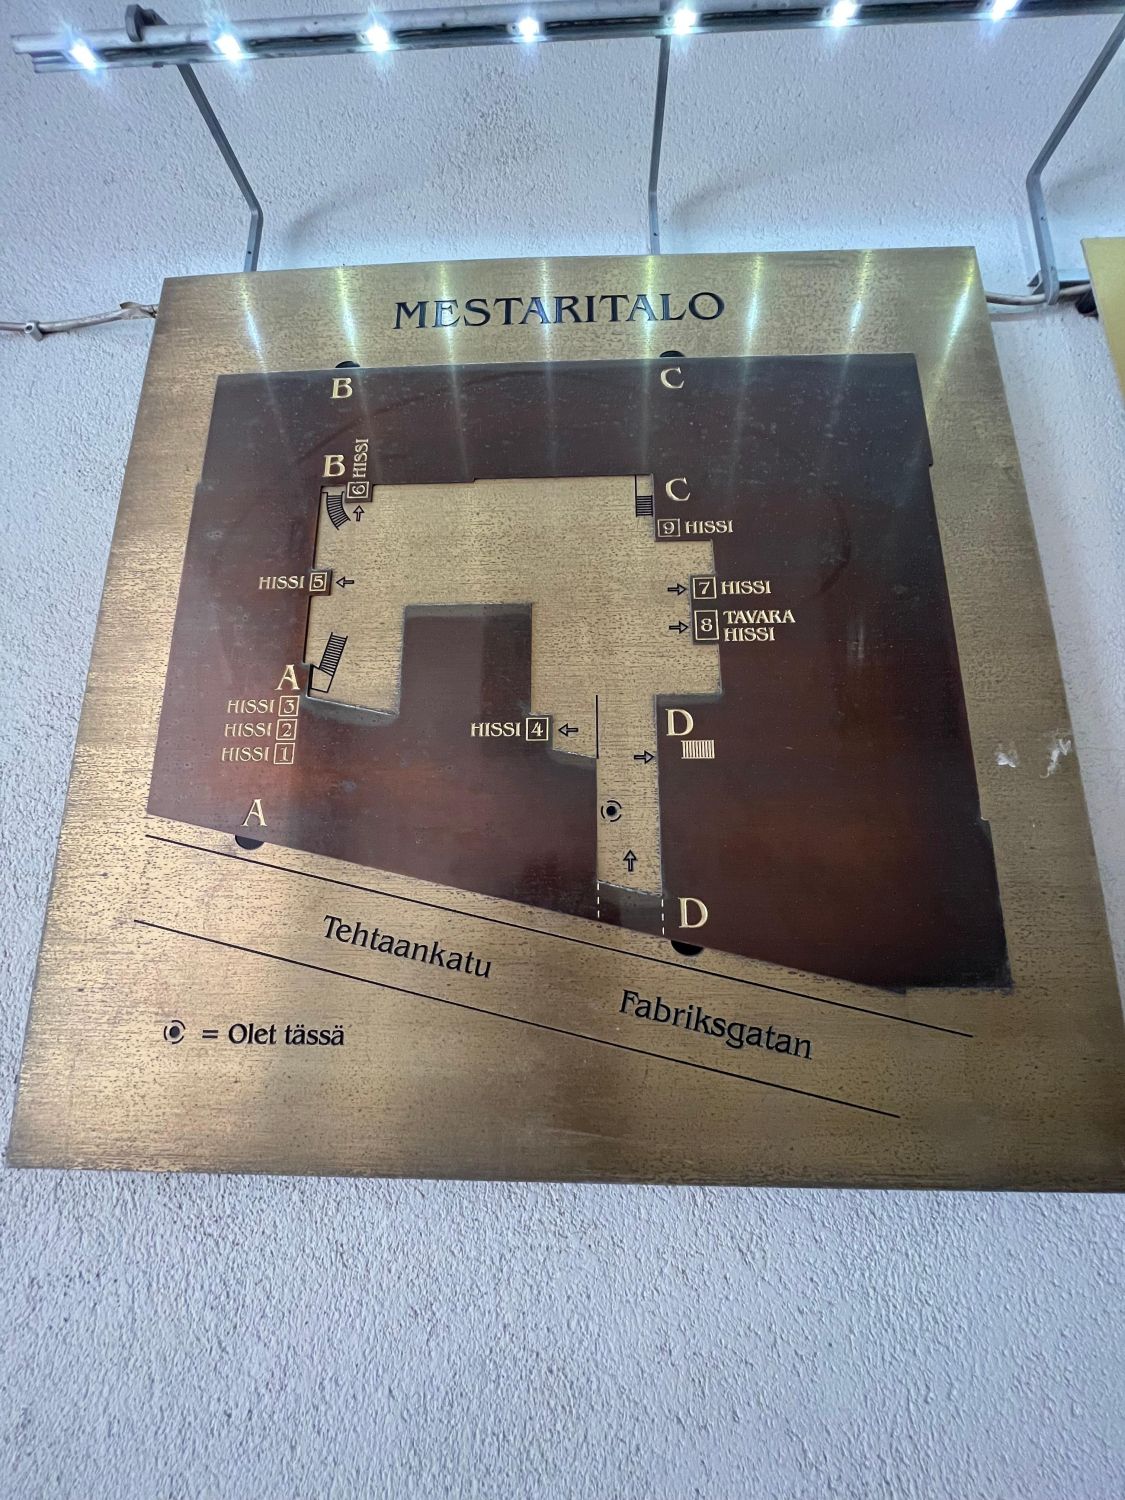 MESTARITALO
B
C
B
6 HISSI
C
9 HISSI
HISSI 5
7 HISSI
8 TAVARA
HISSI
A
HISSI 3
HISSI 2
HISSI 1
HISSI 4
D
A
D
Tehtaankatu
Fabriksgatan
= Olet tässä